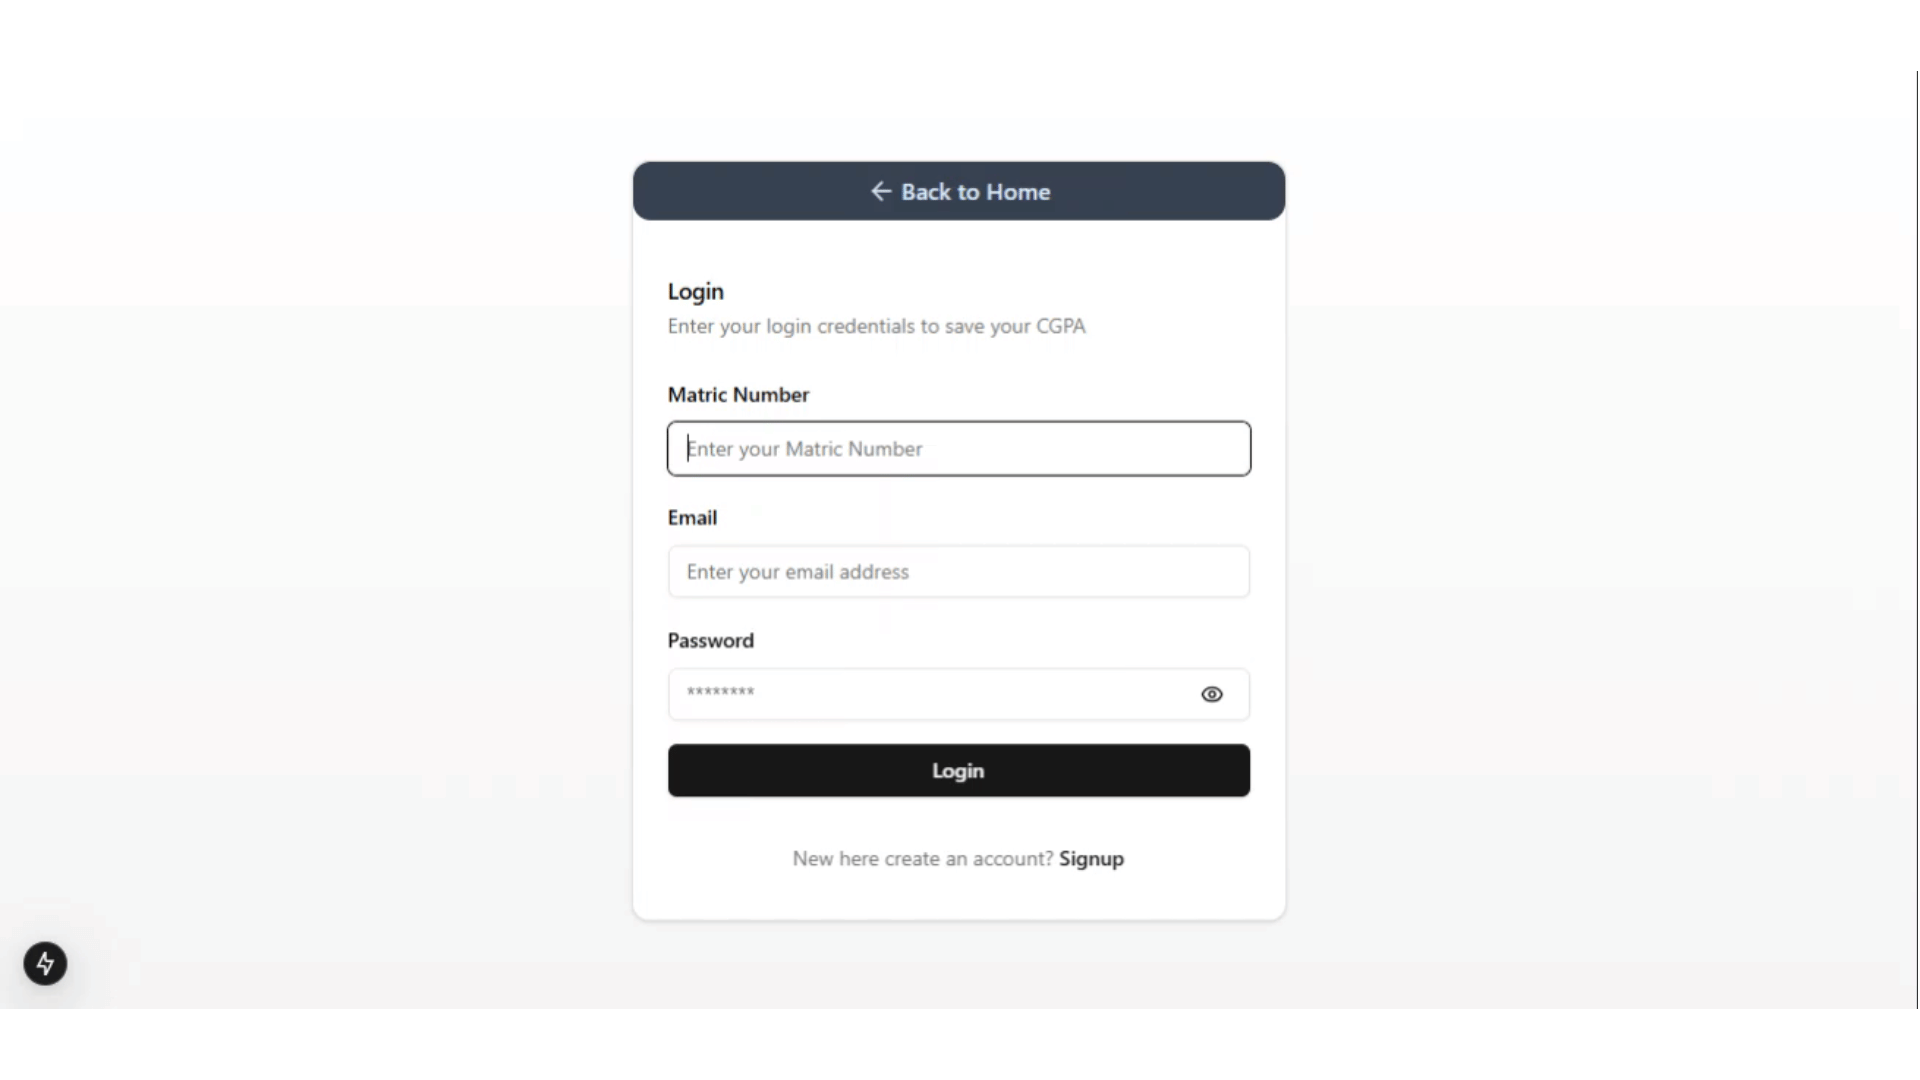 ← Back to Home
Login
Enter your login credentials to save your CGPA
Matric Number
Enter your Matric Number
Email
Enter your email address
Password
********
Login
New here create an account? Signup